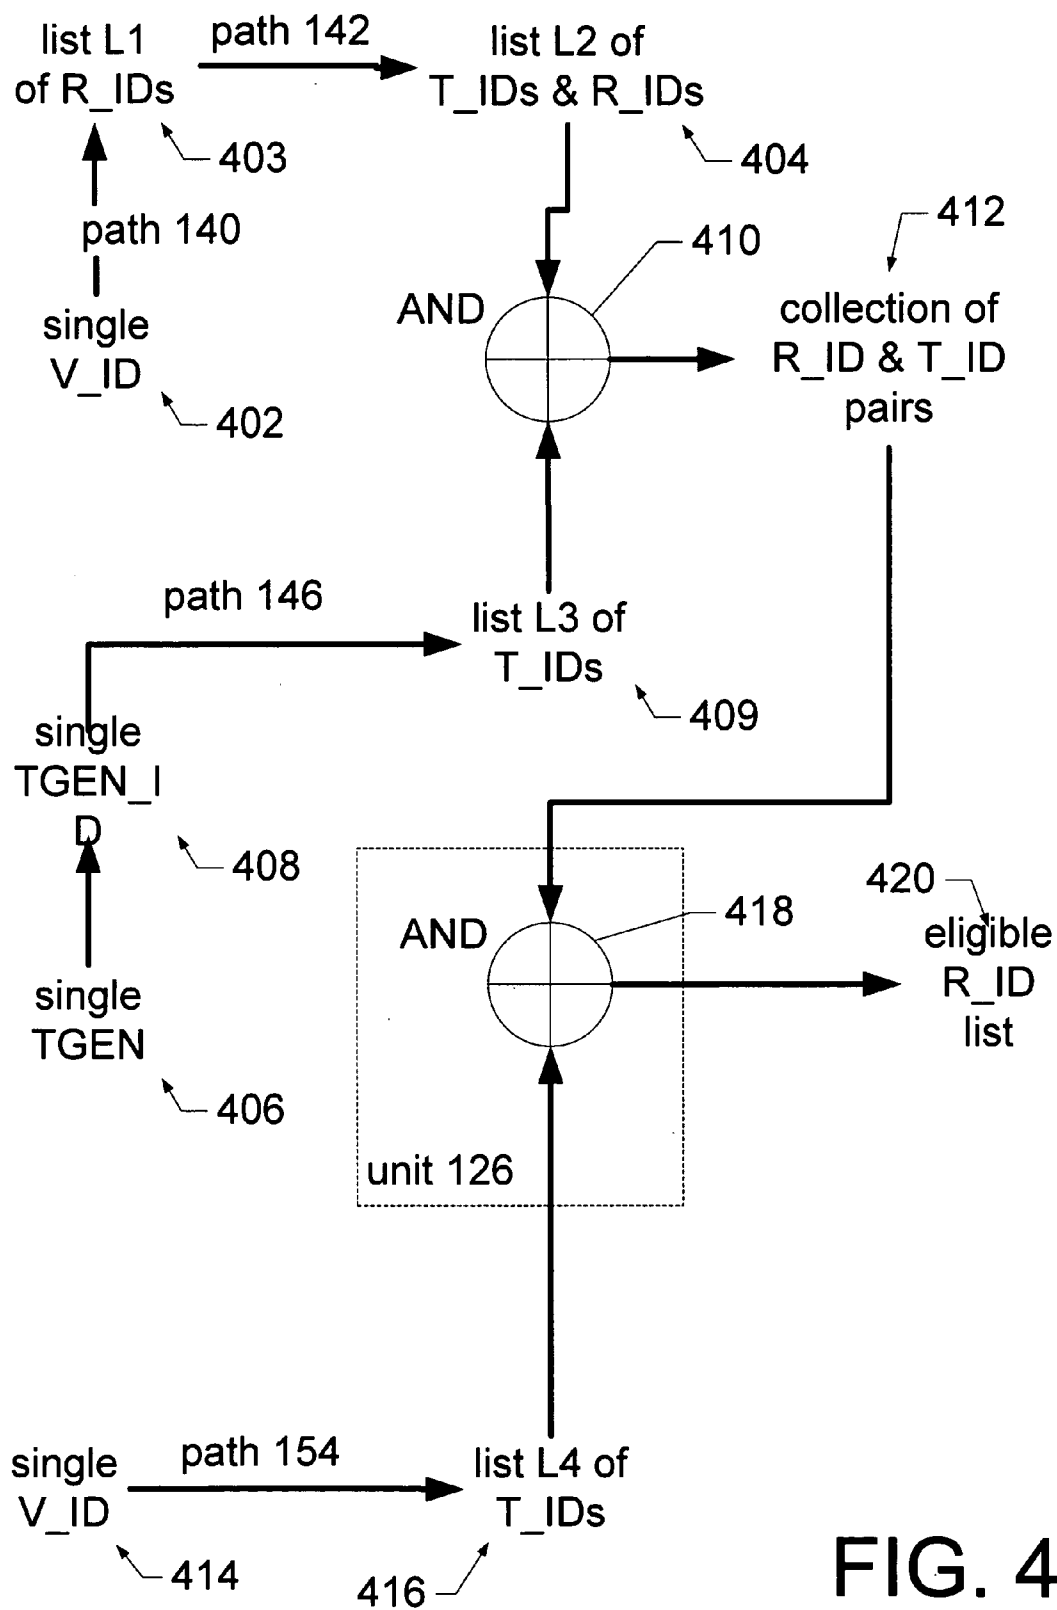 list L1
of R_IDs
path 142
list L2 of
T_IDs & R_IDs
403
404
path 140
412
410
single
V_ID
AND
collection of
R_ID & T_ID
pairs
402
path 146
list L3 of
T_IDs
409
single
TGEN_I
D
408
420
AND
418
eligible
R_ID
list
single
TGEN
406
unit 126
single
V_ID
path 154
list L4 of
T_IDs
414
416
FIG. 4